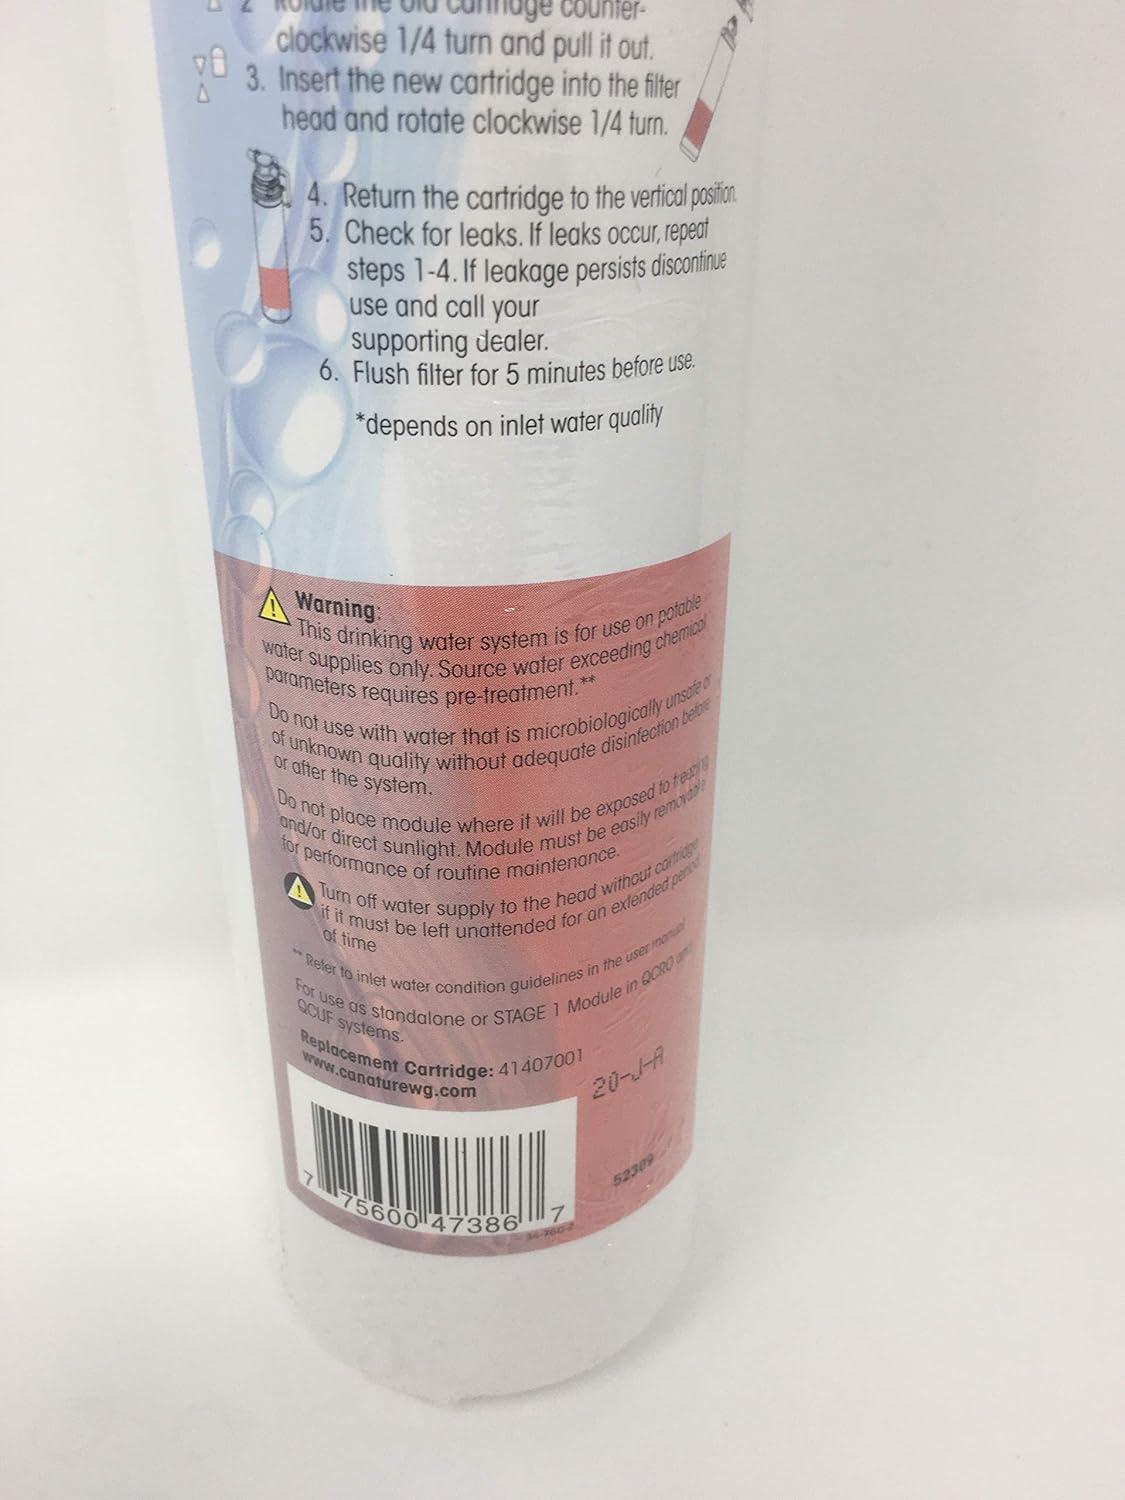 2 Rotate the old cartridge counter-
clockwise 1/4 turn and pull it out.
3. Insert the new cartridge into the filter
head and rotate clockwise 1/4 turn.
4. Return the cartridge to the vertical position.
5. Check for leaks. If leaks occur, repeat
steps 1-4. If leakage persists discontinue
use and call your
supporting dealer.
6. Flush filter for 5 minutes before use.
*depends on inlet water quality
Warning:
This drinking water system is for use on potable
water supplies only. Source water exceeding chemical
parameters requires pre-treatment.**
Do not use with water that is microbiologically unsafe or
of unknown quality without adequate disinfection before
or after the system.
Do not place module where it will be exposed to freezing
and/or direct sunlight. Module must be easily removable
for performance of routine maintenance.
Turn off water supply to the head without cartridge
if it must be left unattended for an extended period
of time
** Refer to inlet water condition guidelines in the user manual
For use as standalone or STAGE 1 Module in QCRO and
QCUF systems.
Replacement Cartridge: 41407001
www.canaturewg.com
20-J-A
52309
7 75600 47386 7